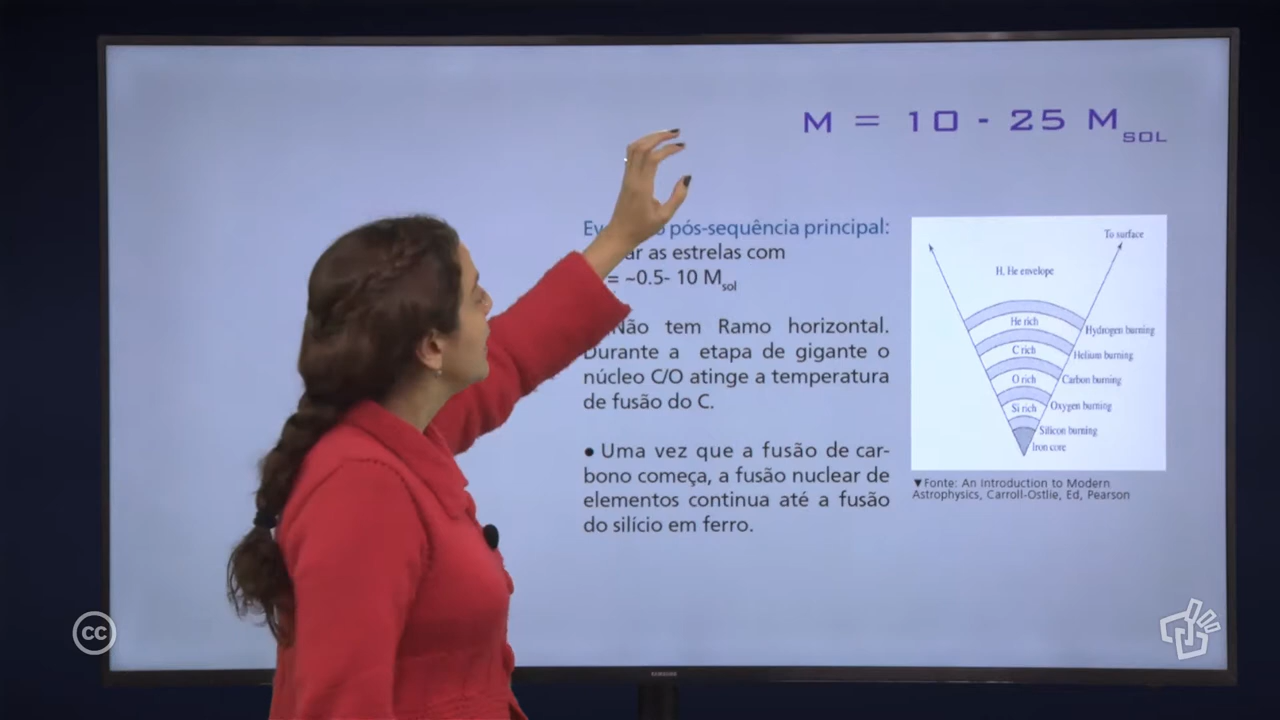 M = 10 - 25 M SOL
pós-sequência principal:
as estrelas com
= ~0.5- 10 Msol
Não tem Ramo horizontal.
Durante a etapa de gigante o
núcleo C/O atinge a temperatura
de fusão do C.
● Uma vez que a fusão de car-
bono começa, a fusão nuclear de
elementos continua até a fusão
do silício em ferro.
To surface
H, He envelope
He rich
Hydrogen burning
C rich
Helium burning
O rich
Carbon burning
Si rich
Oxygen burning
Silicon burning
Iron core
▼Fonte: An Introduction to Modern
Astrophysics, Carroll-Ostlie, Ed, Pearson
cc
SAMSUNG